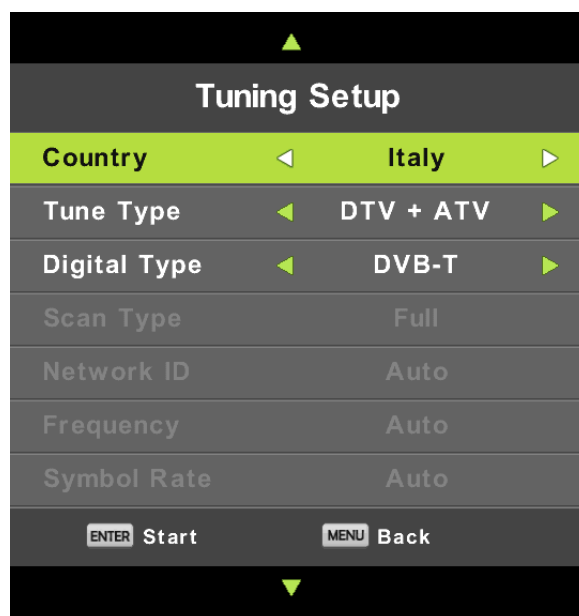 Tuning Setup
Country Italy
Tune Type DTV + ATV
Digital Type DVB-T
Scan Type Full
Network ID Auto
Frequency Auto
Symbol Rate Auto
ENTER Start MENU Back